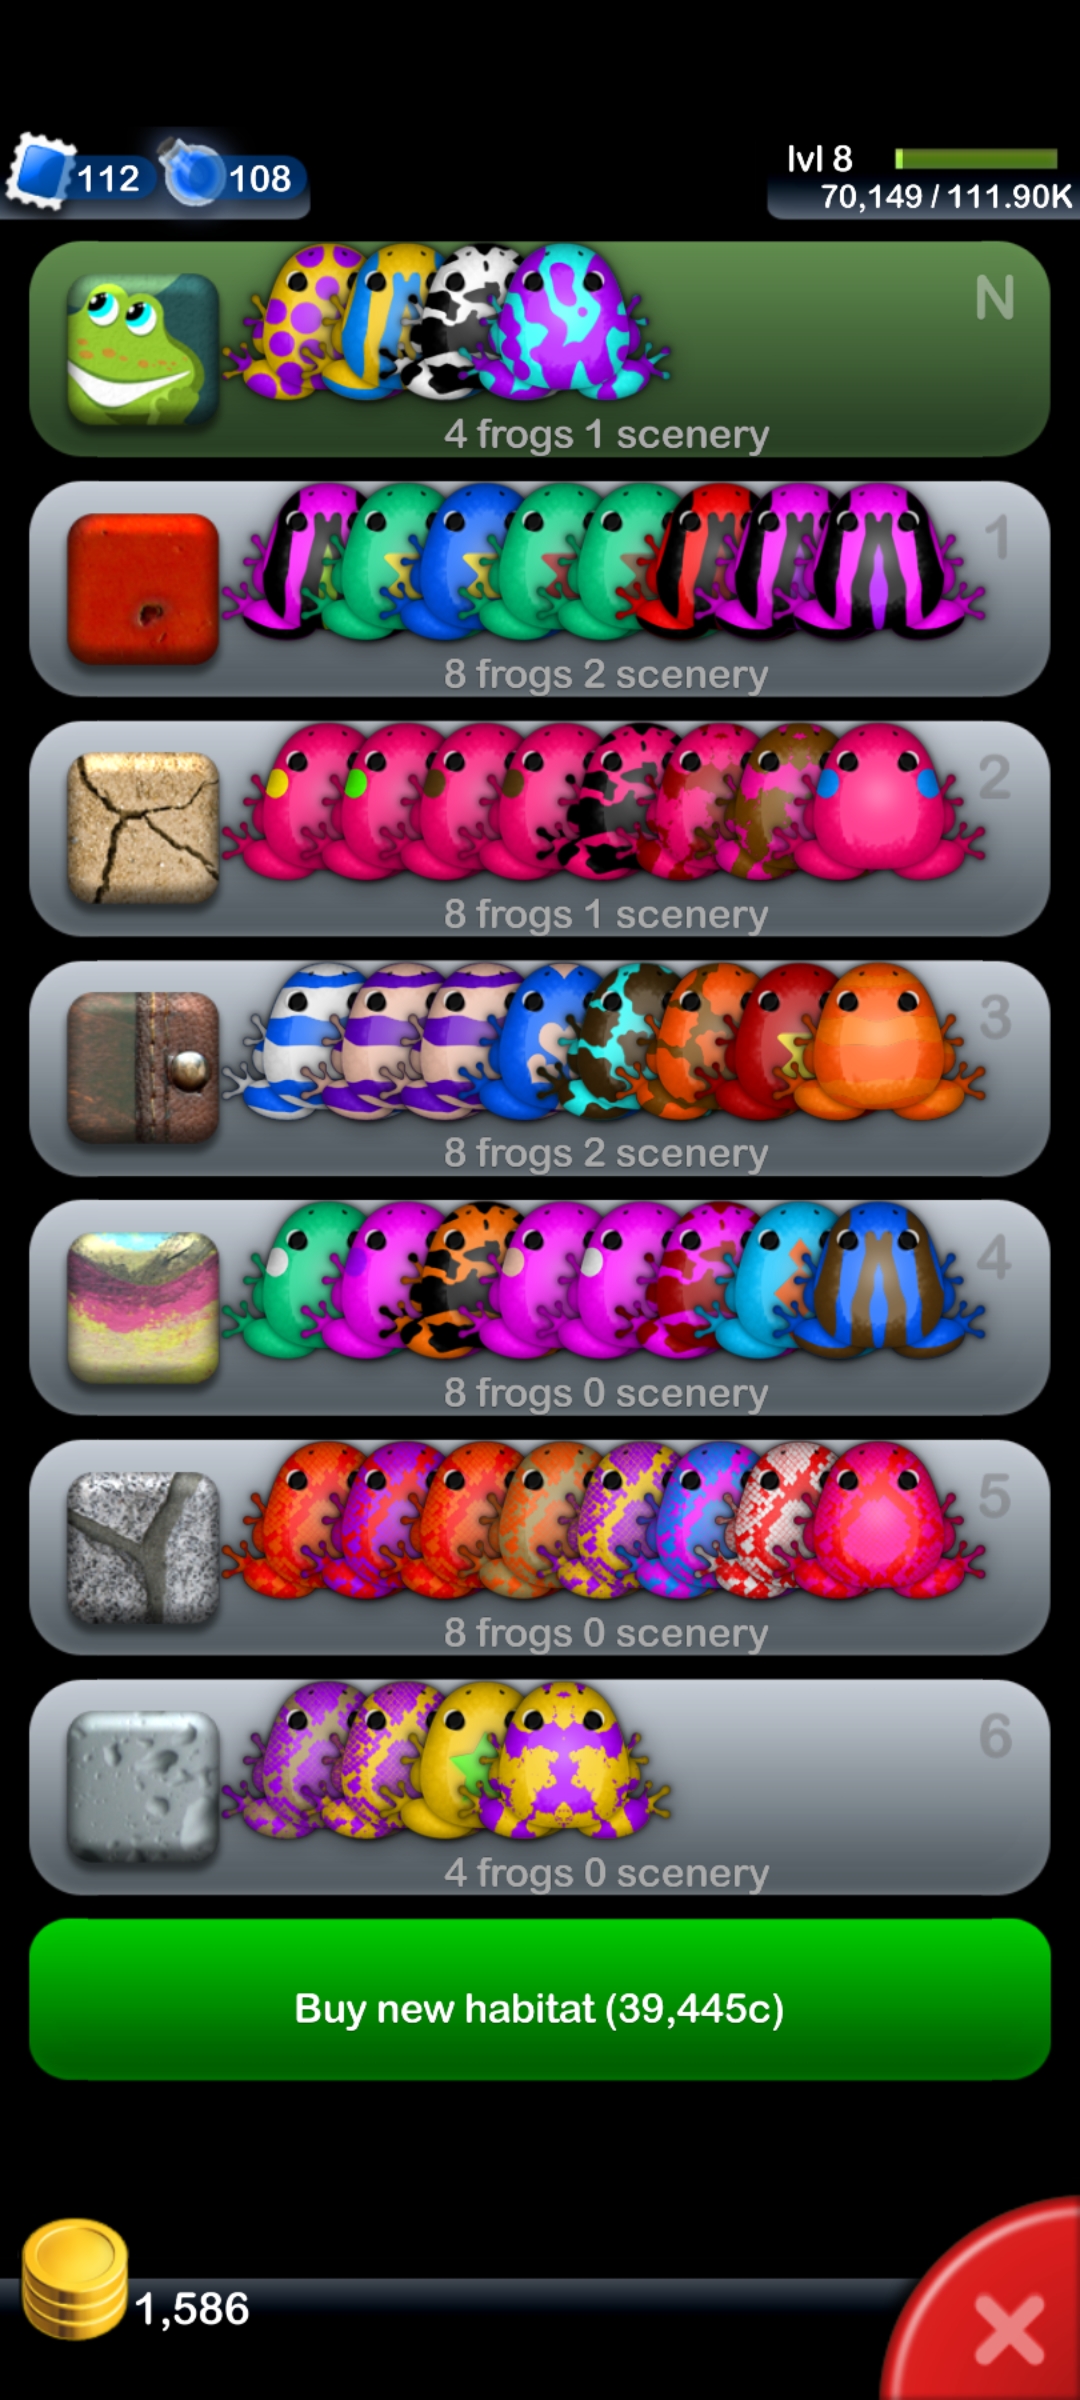 112
108
lvl 8
70,149 / 111.90K
N
4 frogs 1 scenery
1
8 frogs 2 scenery
2
8 frogs 1 scenery
3
8 frogs 2 scenery
4
8 frogs 0 scenery
5
8 frogs 0 scenery
6
4 frogs 0 scenery
Buy new habitat (39,445c)
1,586